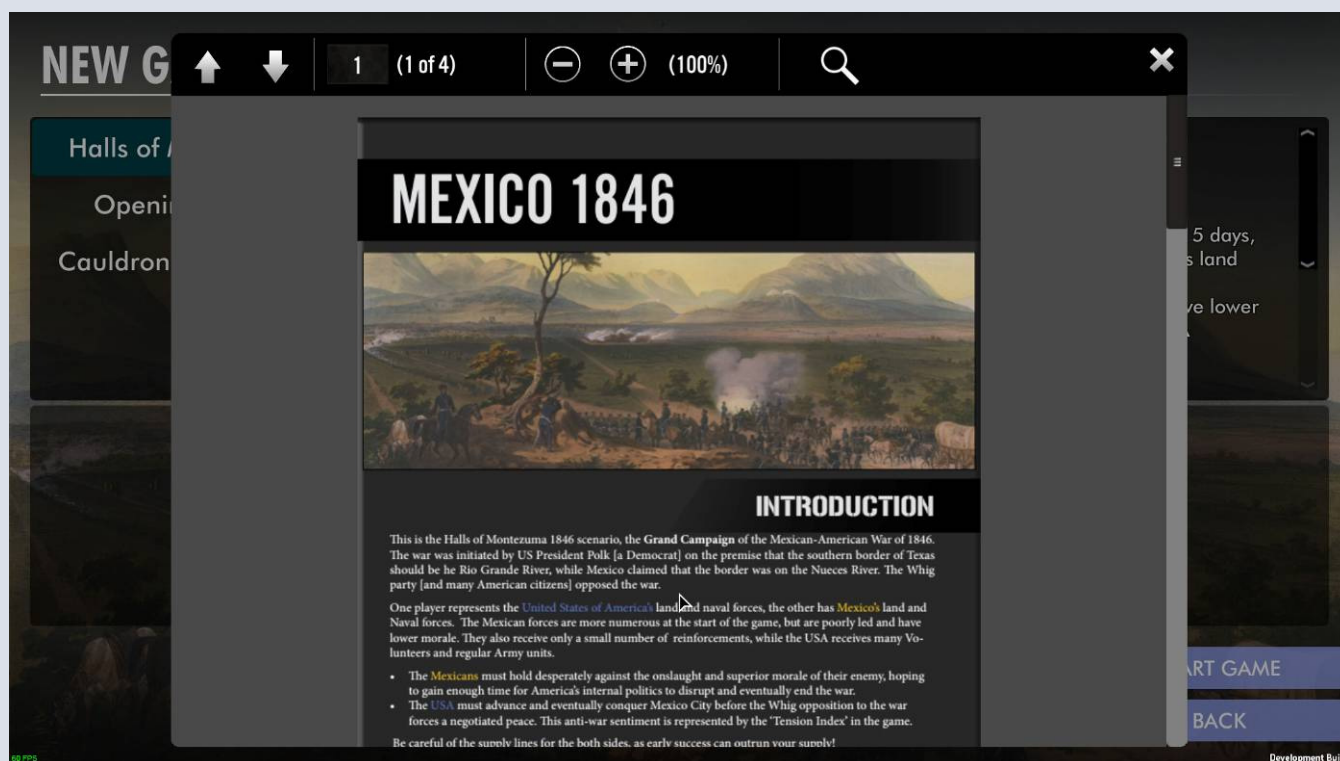 NEW G
1 (1 of 4) (100%)
Halls of
Openi
Cauldron
MEXICO 1846
INTRODUCTION
This is the Halls of Montezuma 1846 scenario, the Grand Campaign of the Mexican-American War of 1846.
The war was initiated by US President Polk [a Democrat] on the premise that the southern border of Texas
should be he Rio Grande River, while Mexico claimed that the border was on the Nueces River. The Whig
party [and many American citizens] opposed the war.
One player represents the United States of America's land and naval forces, the other has Mexico's land and
Naval forces. The Mexican forces are more numerous at the start of the game, but are poorly led and have
lower morale. They also receive only a small number of reinforcements, while the USA receives many Vo-
lunteers and regular Army units.
• The Mexicans must hold desperately against the onslaught and superior morale of their enemy, hoping
to gain enough time for America's internal politics to disrupt and eventually end the war.
• The USA must advance and eventually conquer Mexico City before the Whig opposition to the war
forces a negotiated peace. This anti-war sentiment is represented by the 'Tension Index' in the game.
Be careful of the supply lines for the both sides, as early success can outrun your supply!
5 days,
s land
ve lower
ART GAME
BACK
60 FPS
Development Bui